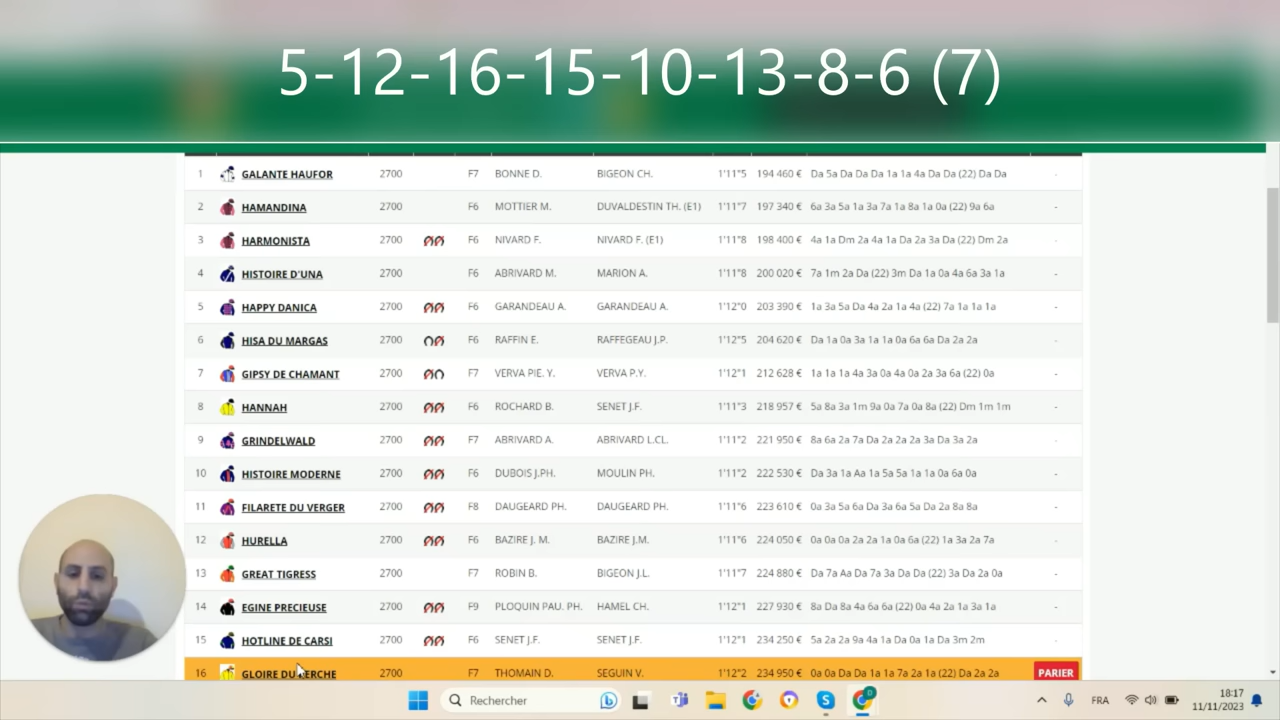 5-12-16-15-10-13-8-6 (7)
1 GALANTE HAUFOR 2700 F7 BONNE D. BIGEON CH. 1'11"5 194 460 € Da 5a Da Da Da 1a 1a 4a Da Da (22) Da Da -
2 HAMANDINA 2700 F6 MOTTIER M. DUVALDESTIN TH. (E1) 1'11"7 197 340 € 6a 3a 5a 1a 3a 7a 1a 8a 1a 0a (22) 9a 6a -
3 HARMONISTA 2700 F6 NIVARD F. NIVARD F. (E1) 1'11"8 198 400 € 4a 1a Dm 2a 4a 1a Da 2a 3a Da (22) Dm 2a -
4 HISTOIRE D'UNA 2700 F6 ABRIVARD M. MARION A. 1'11"8 200 020 € 7a 1m 2a Da (22) 3m Da 1a 0a 4a 6a 3a 1a -
5 HAPPY DANICA 2700 F6 GARANDEAU A. GARANDEAU A. 1'12"0 203 390 € 1a 3a 5a Da 4a 2a 1a 4a (22) 7a 1a 1a 1a -
6 HISA DU MARGAS 2700 F6 RAFFIN E. RAFFEGEAU J.P. 1'12"5 204 620 € Da 1a 0a 3a 1a 1a 0a 6a 6a Da 2a 2a -
7 GIPSY DE CHAMANT 2700 F7 VERVA PIE. Y. VERVA P.Y. 1'12"1 212 628 € 1a 1a 1a 4a 3a 0a 4a 0a 2a 3a 6a (22) 0a -
8 HANNAH 2700 F6 ROCHARD B. SENET J.F. 1'11"3 218 957 € 5a 8a 3a 1m 9a 0a 7a 0a 8a (22) Dm 1m 1m -
9 GRINDELWALD 2700 F7 ABRIVARD A. ABRIVARD L.CL. 1'11"2 221 950 € 8a 6a 2a 7a Da 2a 2a 2a 3a Da 3a 2a -
10 HISTOIRE MODERNE 2700 F6 DUBOIS J.PH. MOULIN PH. 1'11"2 222 530 € Da 3a 1a Aa 1a 5a 5a 1a 1a 0a 6a 0a -
11 FILARETE DU VERGER 2700 F8 DAUGEARD PH. DAUGEARD PH. 1'11"6 223 610 € 0a 3a 5a 6a Da 3a 6a 5a Da 2a 8a 8a -
12 HURELLA 2700 F6 BAZIRE J. M. BAZIRE J.M. 1'11"6 224 050 € 0a 0a 0a 2a 2a 1a 0a 6a (22) 1a 3a 2a 7a -
13 GREAT TIGRESS 2700 F7 ROBIN B. BIGEON J.L. 1'11"7 224 880 € Da 7a Aa Da 7a 3a Da Da (22) 3a Da 2a 0a -
14 EGINE PRECIEUSE 2700 F9 PLOQUIN PAU. PH. HAMEL CH. 1'12"1 227 930 € 8a Da 8a 4a 6a 6a (22) 0a 4a 2a 1a 3a 1a -
15 HOTLINE DE CARSI 2700 F6 SENET J.F. SENET J.F. 1'12"1 234 250 € 5a 2a 2a 9a 4a 1a Da 0a 1a Da 3m 2m -
16 GLOIRE DU PERCHE 2700 F7 THOMAIN D. SEGUIN V. 1'12"2 234 950 € 0a 0a Da Da 1a 1a 7a 2a 1a (22) Da 2a 2a PARIER
Rechercher FRA 18:17
11/11/2023